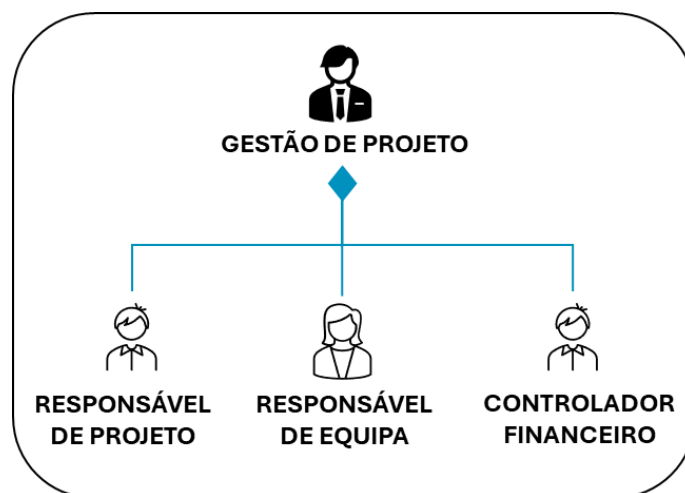 GESTÃO DE PROJETO
RESPONSÁVEL
DE PROJETO
RESPONSÁVEL
DE EQUIPA
CONTROLADOR
FINANCEIRO